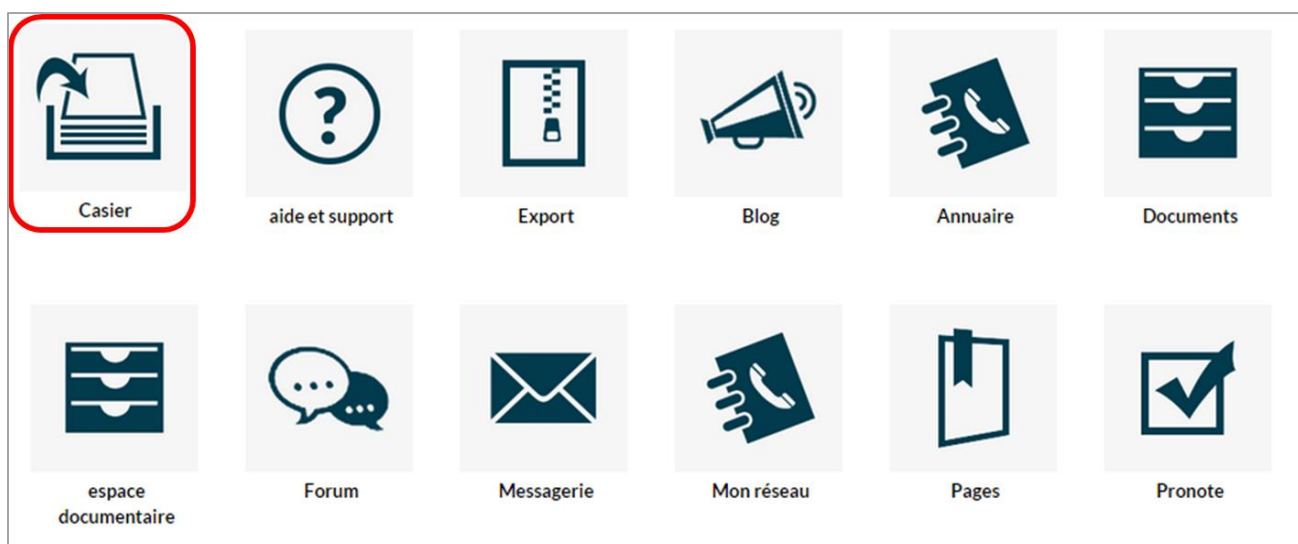 Casier
aide et support
Export
Blog
Annuaire
Documents
espace
documentaire
Forum
Messagerie
Mon réseau
Pages
Pronote